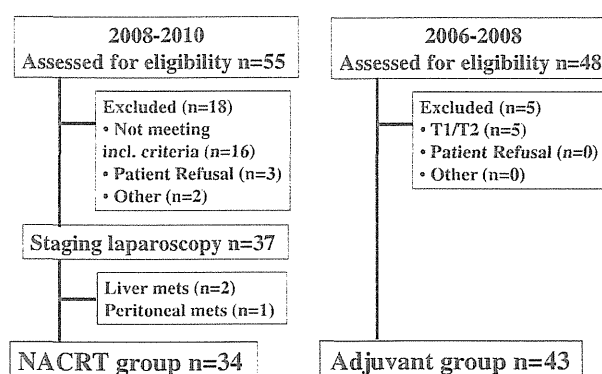 2008-2010
Assessed for eligibility n=55
Excluded (n=18)
• Not meeting
incl. criteria (n=16)
• Patient Refusal (n=3)
• Other (n=2)
Staging laparoscopy n=37
Liver mets (n=2)
Peritoneal mets (n=1)
NACRT group n=34
2006-2008
Assessed for eligibility n=48
Excluded (n=5)
• T1/T2 (n=5)
• Patient Refusal (n=0)
• Other (n=0)
Adjuvant group n=43